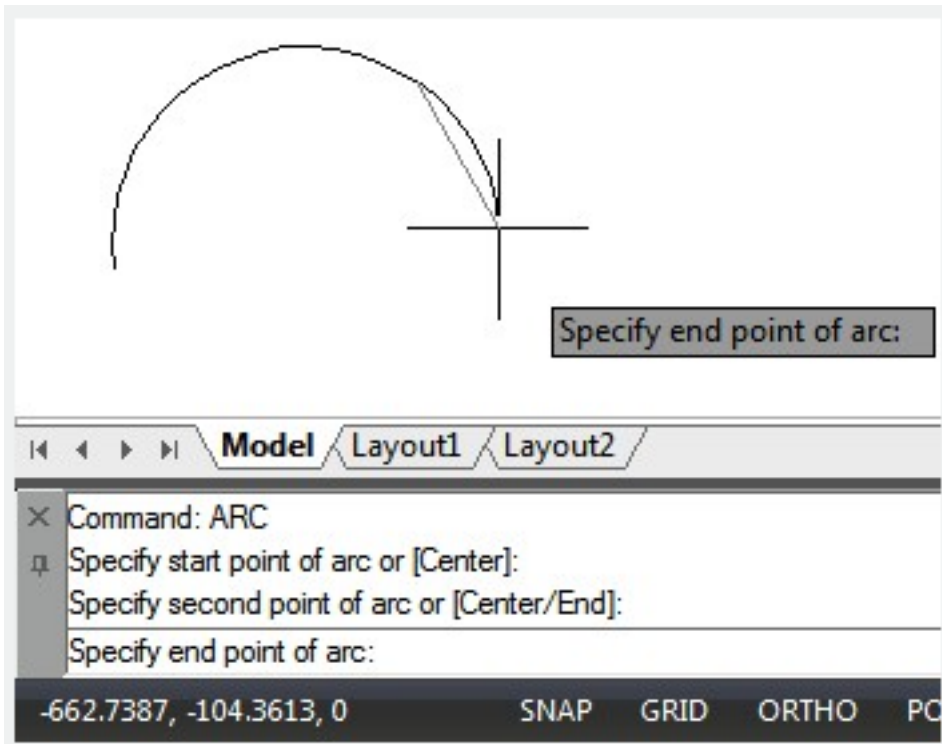 Specify end point of arc:
Model Layout1 Layout2
Command: ARC
Specify start point of arc or [Center]:
Specify second point of arc or [Center/End]:
Specify end point of arc:
-662.7387, -104.3613, 0 SNAP GRID ORTHO PO